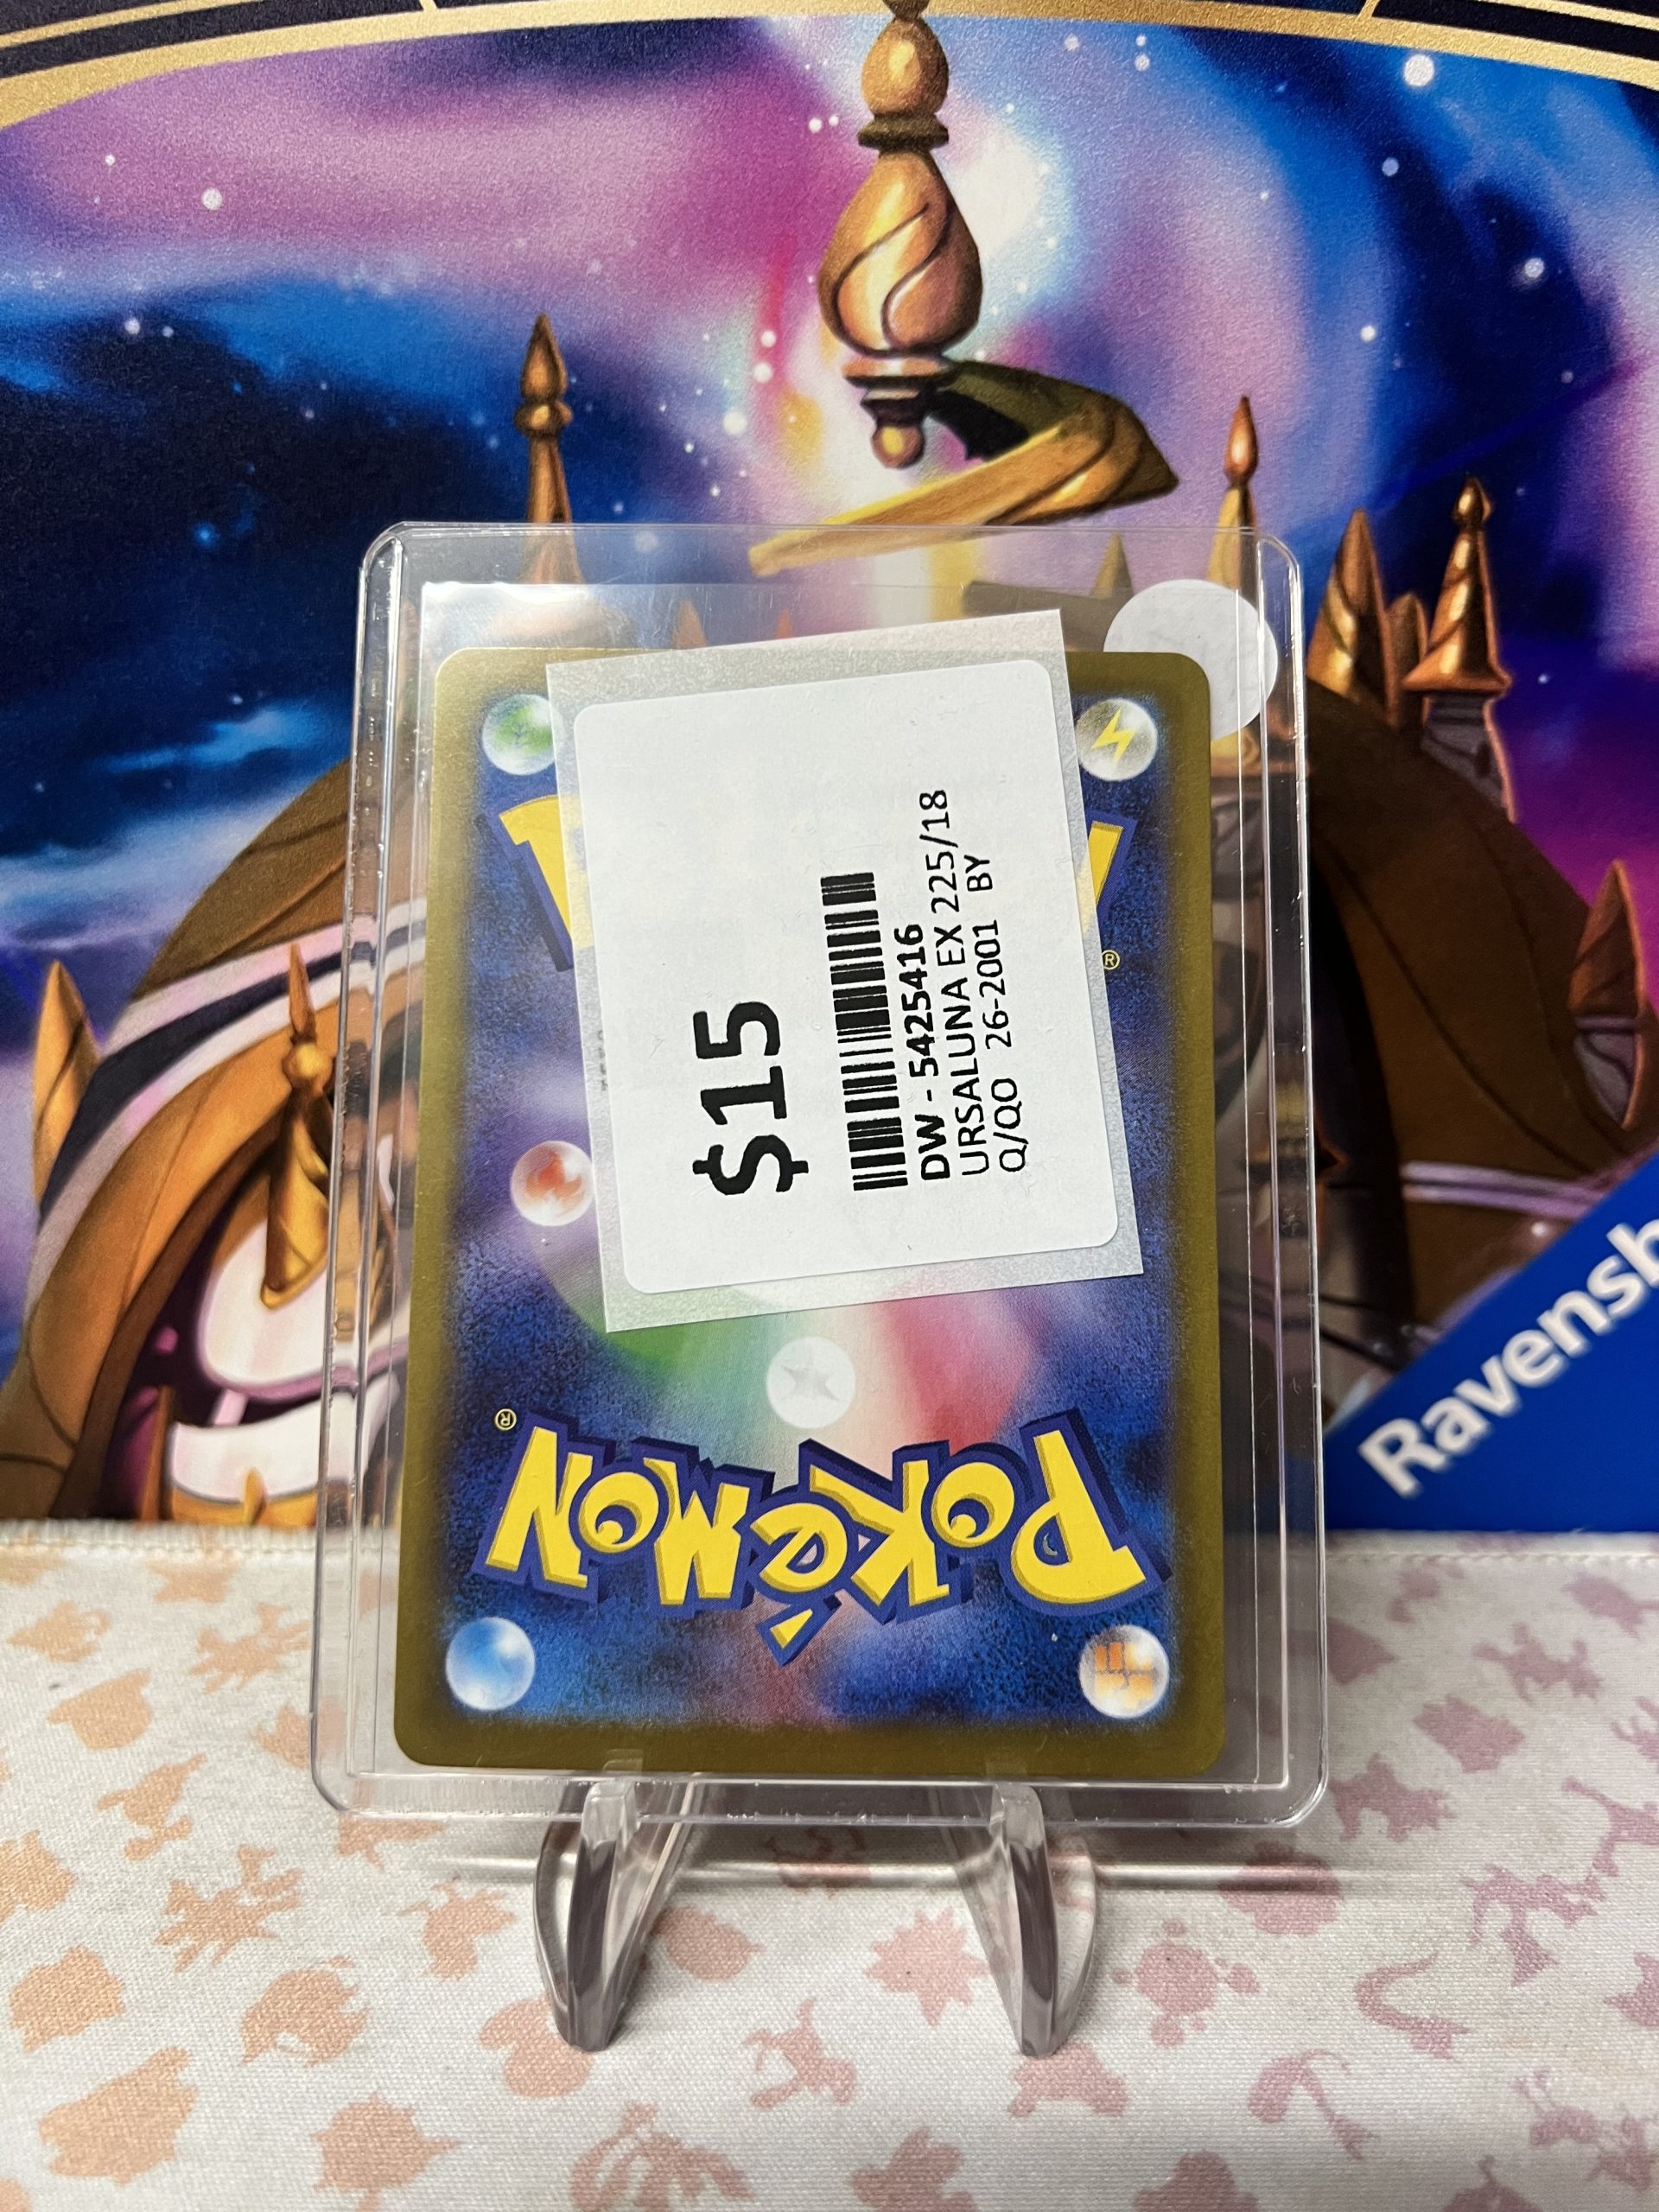 $15
DW - 5425416
URSALUNA EX 225/18
Q/QO 26-2001 BY
®
®
POKéMON
Ravensb